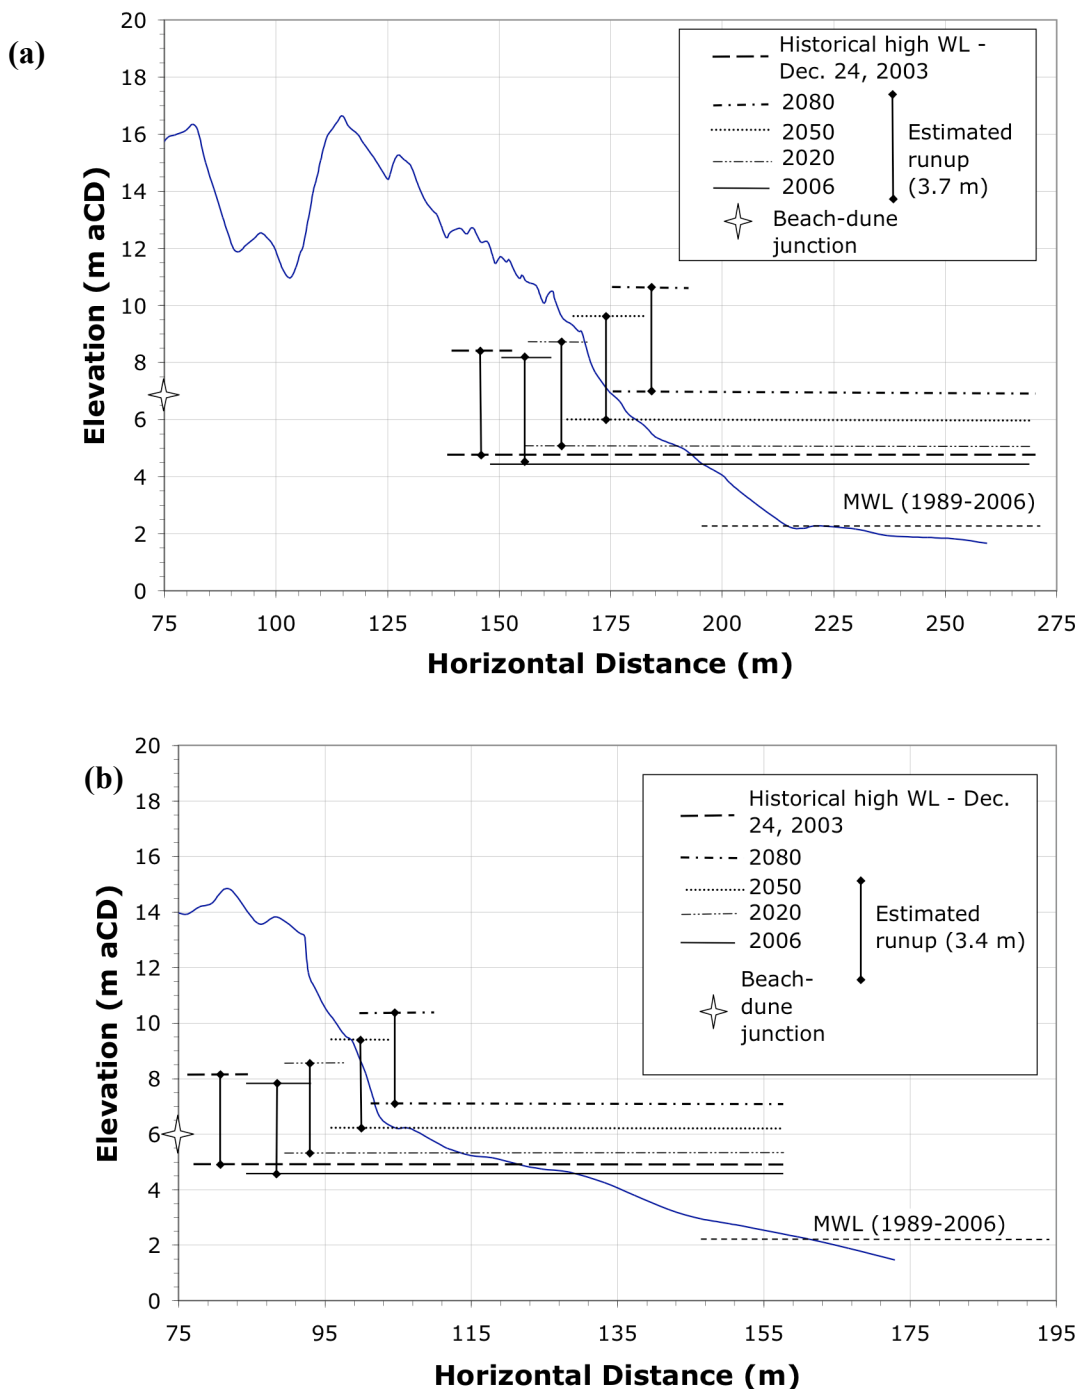 (a)
20
18
16
14
12
10
8
6
4
2
0
Elevation (m aCD)
Historical high WL -
Dec. 24, 2003
2080
2050
2020
2006
Estimated
runup
(3.7 m)
Beach-dune
junction
MWL (1989-2006)
75
100
125
150
175
200
225
250
275
Horizontal Distance (m)
(b)
20
18
16
14
12
10
8
6
4
2
0
Elevation (m aCD)
Historical high WL - Dec.
24, 2003
2080
2050
2020
2006
Estimated
runup (3.4 m)
Beach-
dune
junction
MWL (1989-2006)
75
95
115
135
155
175
195
Horizontal Distance (m)